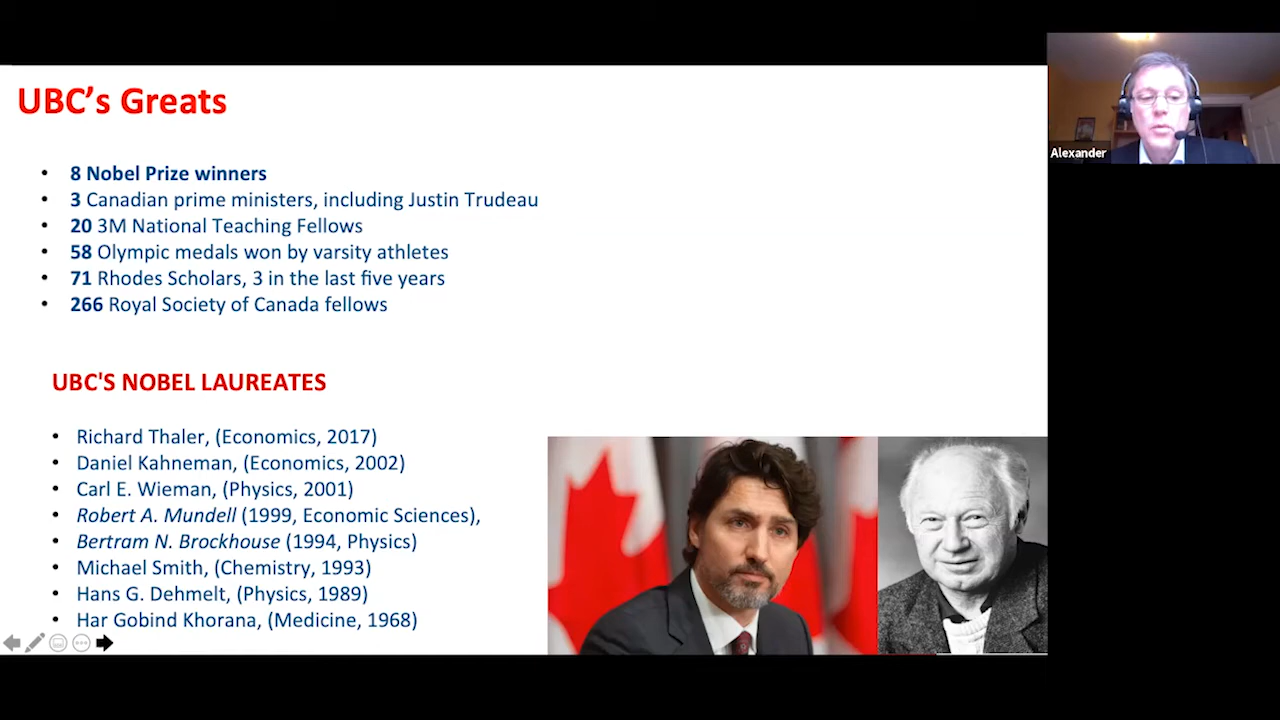 UBC's Greats
• 8 Nobel Prize winners
• 3 Canadian prime ministers, including Justin Trudeau
• 20 3M National Teaching Fellows
• 58 Olympic medals won by varsity athletes
• 71 Rhodes Scholars, 3 in the last five years
• 266 Royal Society of Canada fellows
UBC'S NOBEL LAUREATES
• Richard Thaler, (Economics, 2017)
• Daniel Kahneman, (Economics, 2002)
• Carl E. Wieman, (Physics, 2001)
• Robert A. Mundell (1999, Economic Sciences),
• Bertram N. Brockhouse (1994, Physics)
• Michael Smith, (Chemistry, 1993)
• Hans G. Dehmelt, (Physics, 1989)
• Har Gobind Khorana, (Medicine, 1968)
Alexander